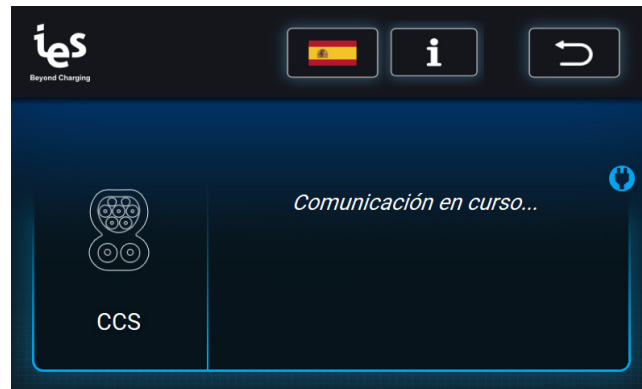 ies
Beyond Charging
i
Comunicación en curso...
CCS